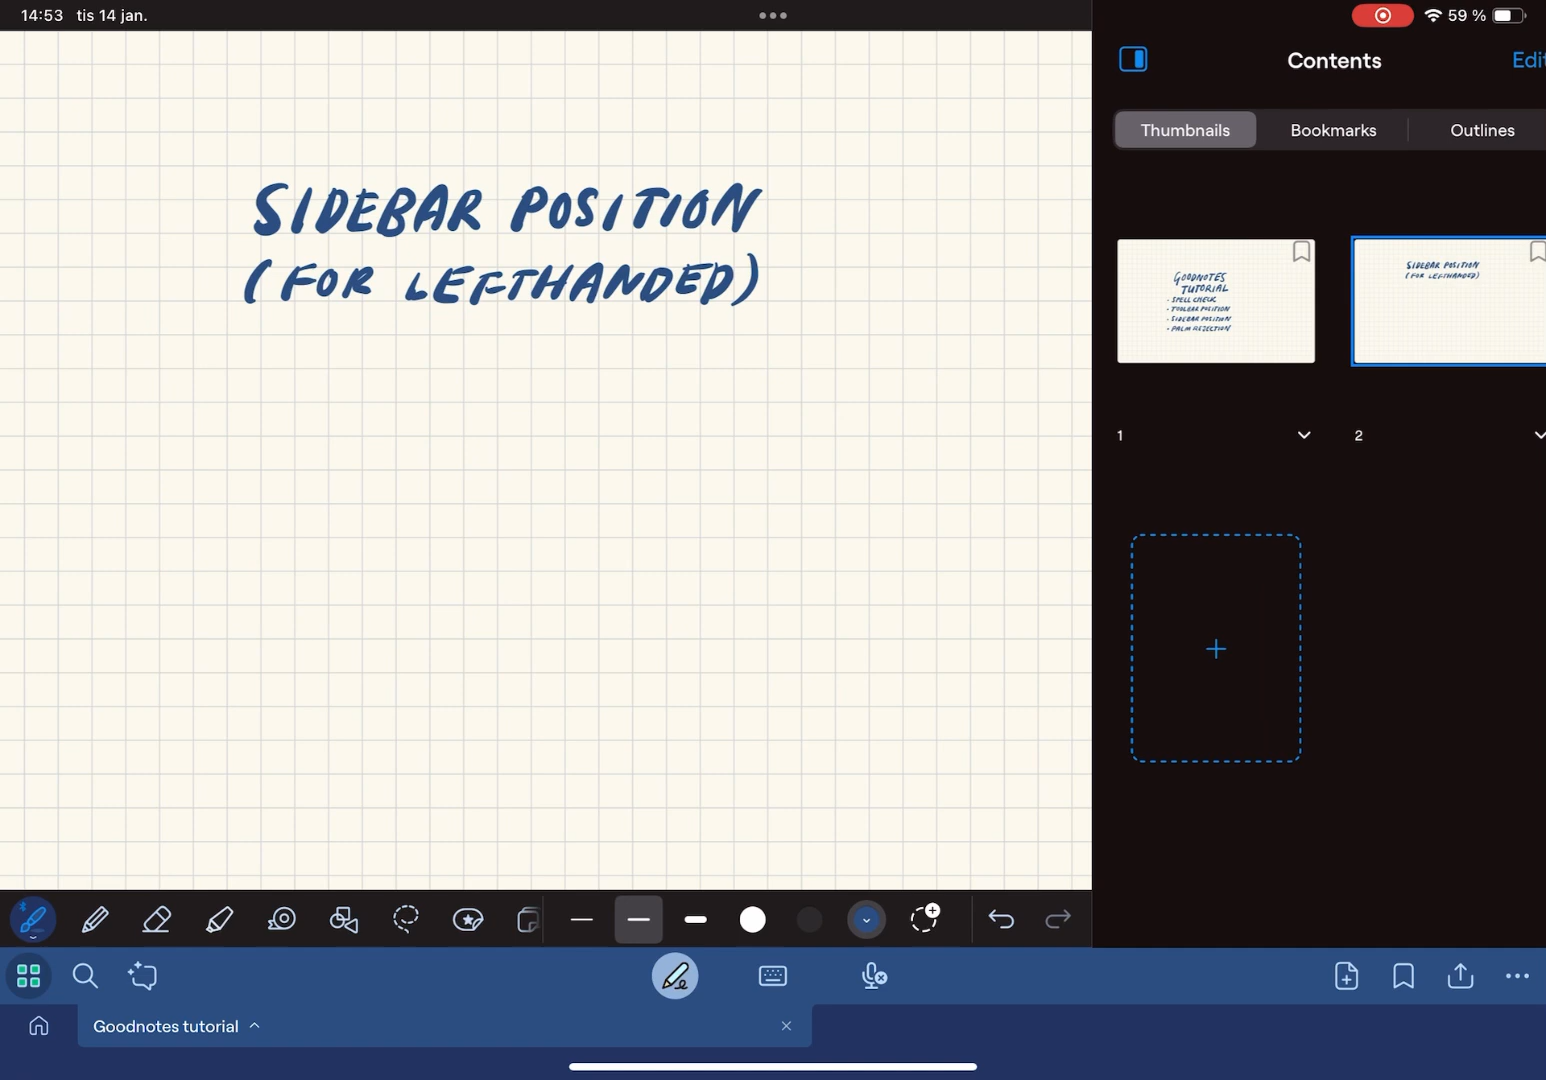 14:53 tis 14 jan.
59 %
Contents
Edit
Thumbnails
Bookmarks
Outlines
SIDEBAR POSITION
(FOR LEFTHANDED)
GOODNOTES
TUTORIAL
- SPELL CHECK
- TOOLBAR POSITION
- SIDEBAR POSITION
- PALM REJECTION
SIDEBAR POSITION
(FOR LEFTHANDED)
1
2
Goodnotes tutorial